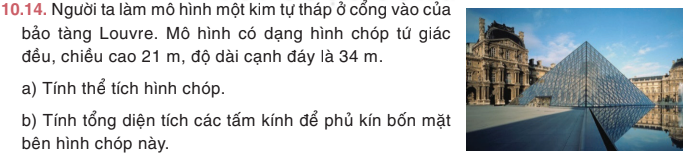 10.14. Người ta làm mô hình một kim tự tháp ở cổng vào của
bảo tàng Louvre. Mô hình có dạng hình chóp tứ giác
đều, chiều cao 21 m, độ dài cạnh đáy là 34 m.
a) Tính thể tích hình chóp.
b) Tính tổng diện tích các tấm kính để phủ kín bốn mặt
bên hình chóp này.